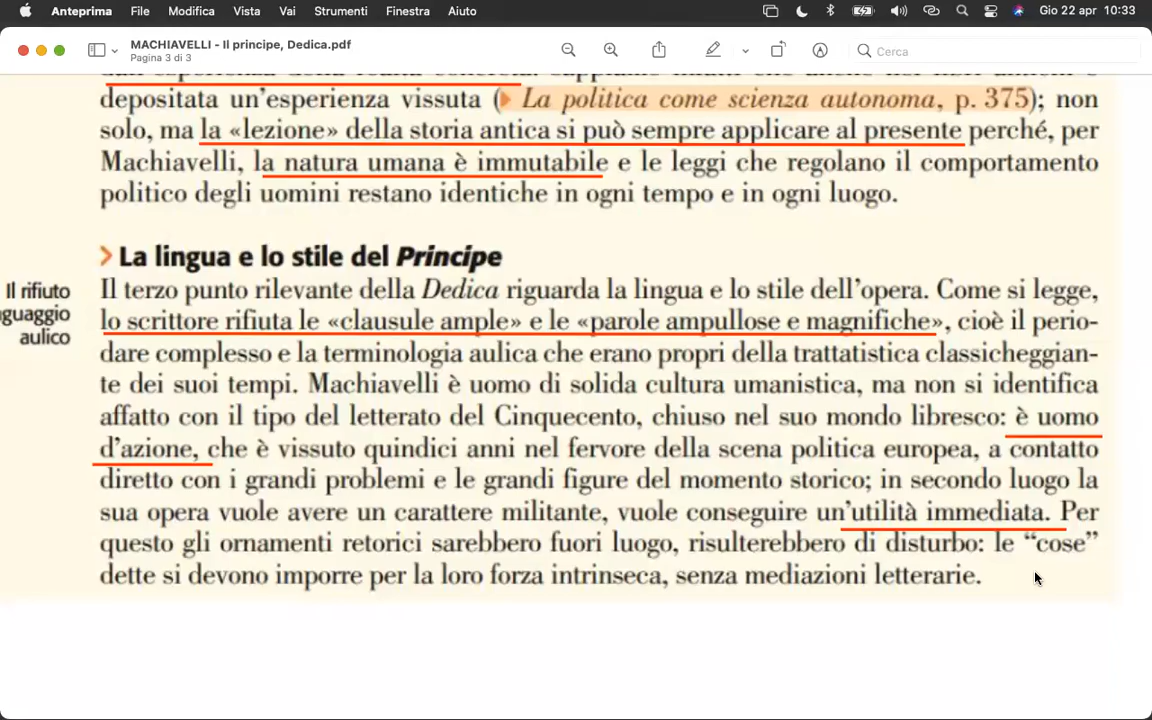 Anteprima File Modifica Vista Vai Strumenti Finestra Aiuto Gio 22 apr 10:33
MACHIAVELLI - Il principe, Dedica.pdf
Pagina 3 di 3
Cerca
depositata un'esperienza vissuta (La politica come scienza autonoma, p. 375); non
solo, ma la «lezione» della storia antica si può sempre applicare al presente perché, per
Machiavelli, la natura umana è immutabile e le leggi che regolano il comportamento
politico degli uomini restano identiche in ogni tempo e in ogni luogo.
La lingua e lo stile del Principe
Il rifiuto
guaggio
aulico
Il terzo punto rilevante della Dedica riguarda la lingua e lo stile dell'opera. Come si legge,
lo scrittore rifiuta le «clausule ample» e le «parole ampullose e magnifiche», cioè il perio-
dare complesso e la terminologia aulica che erano propri della trattatistica classicheggian-
te dei suoi tempi. Machiavelli è uomo di solida cultura umanistica, ma non si identifica
affatto con il tipo del letterato del Cinquecento, chiuso nel suo mondo libresco: è uomo
d'azione, che è vissuto quindici anni nel fervore della scena politica europea, a contatto
diretto con i grandi problemi e le grandi figure del momento storico; in secondo luogo la
sua opera vuole avere un carattere militante, vuole conseguire un'utilità immediata. Per
questo gli ornamenti retorici sarebbero fuori luogo, risulterebbero di disturbo: le "cose"
dette si devono imporre per la loro forza intrinseca, senza mediazioni letterarie.